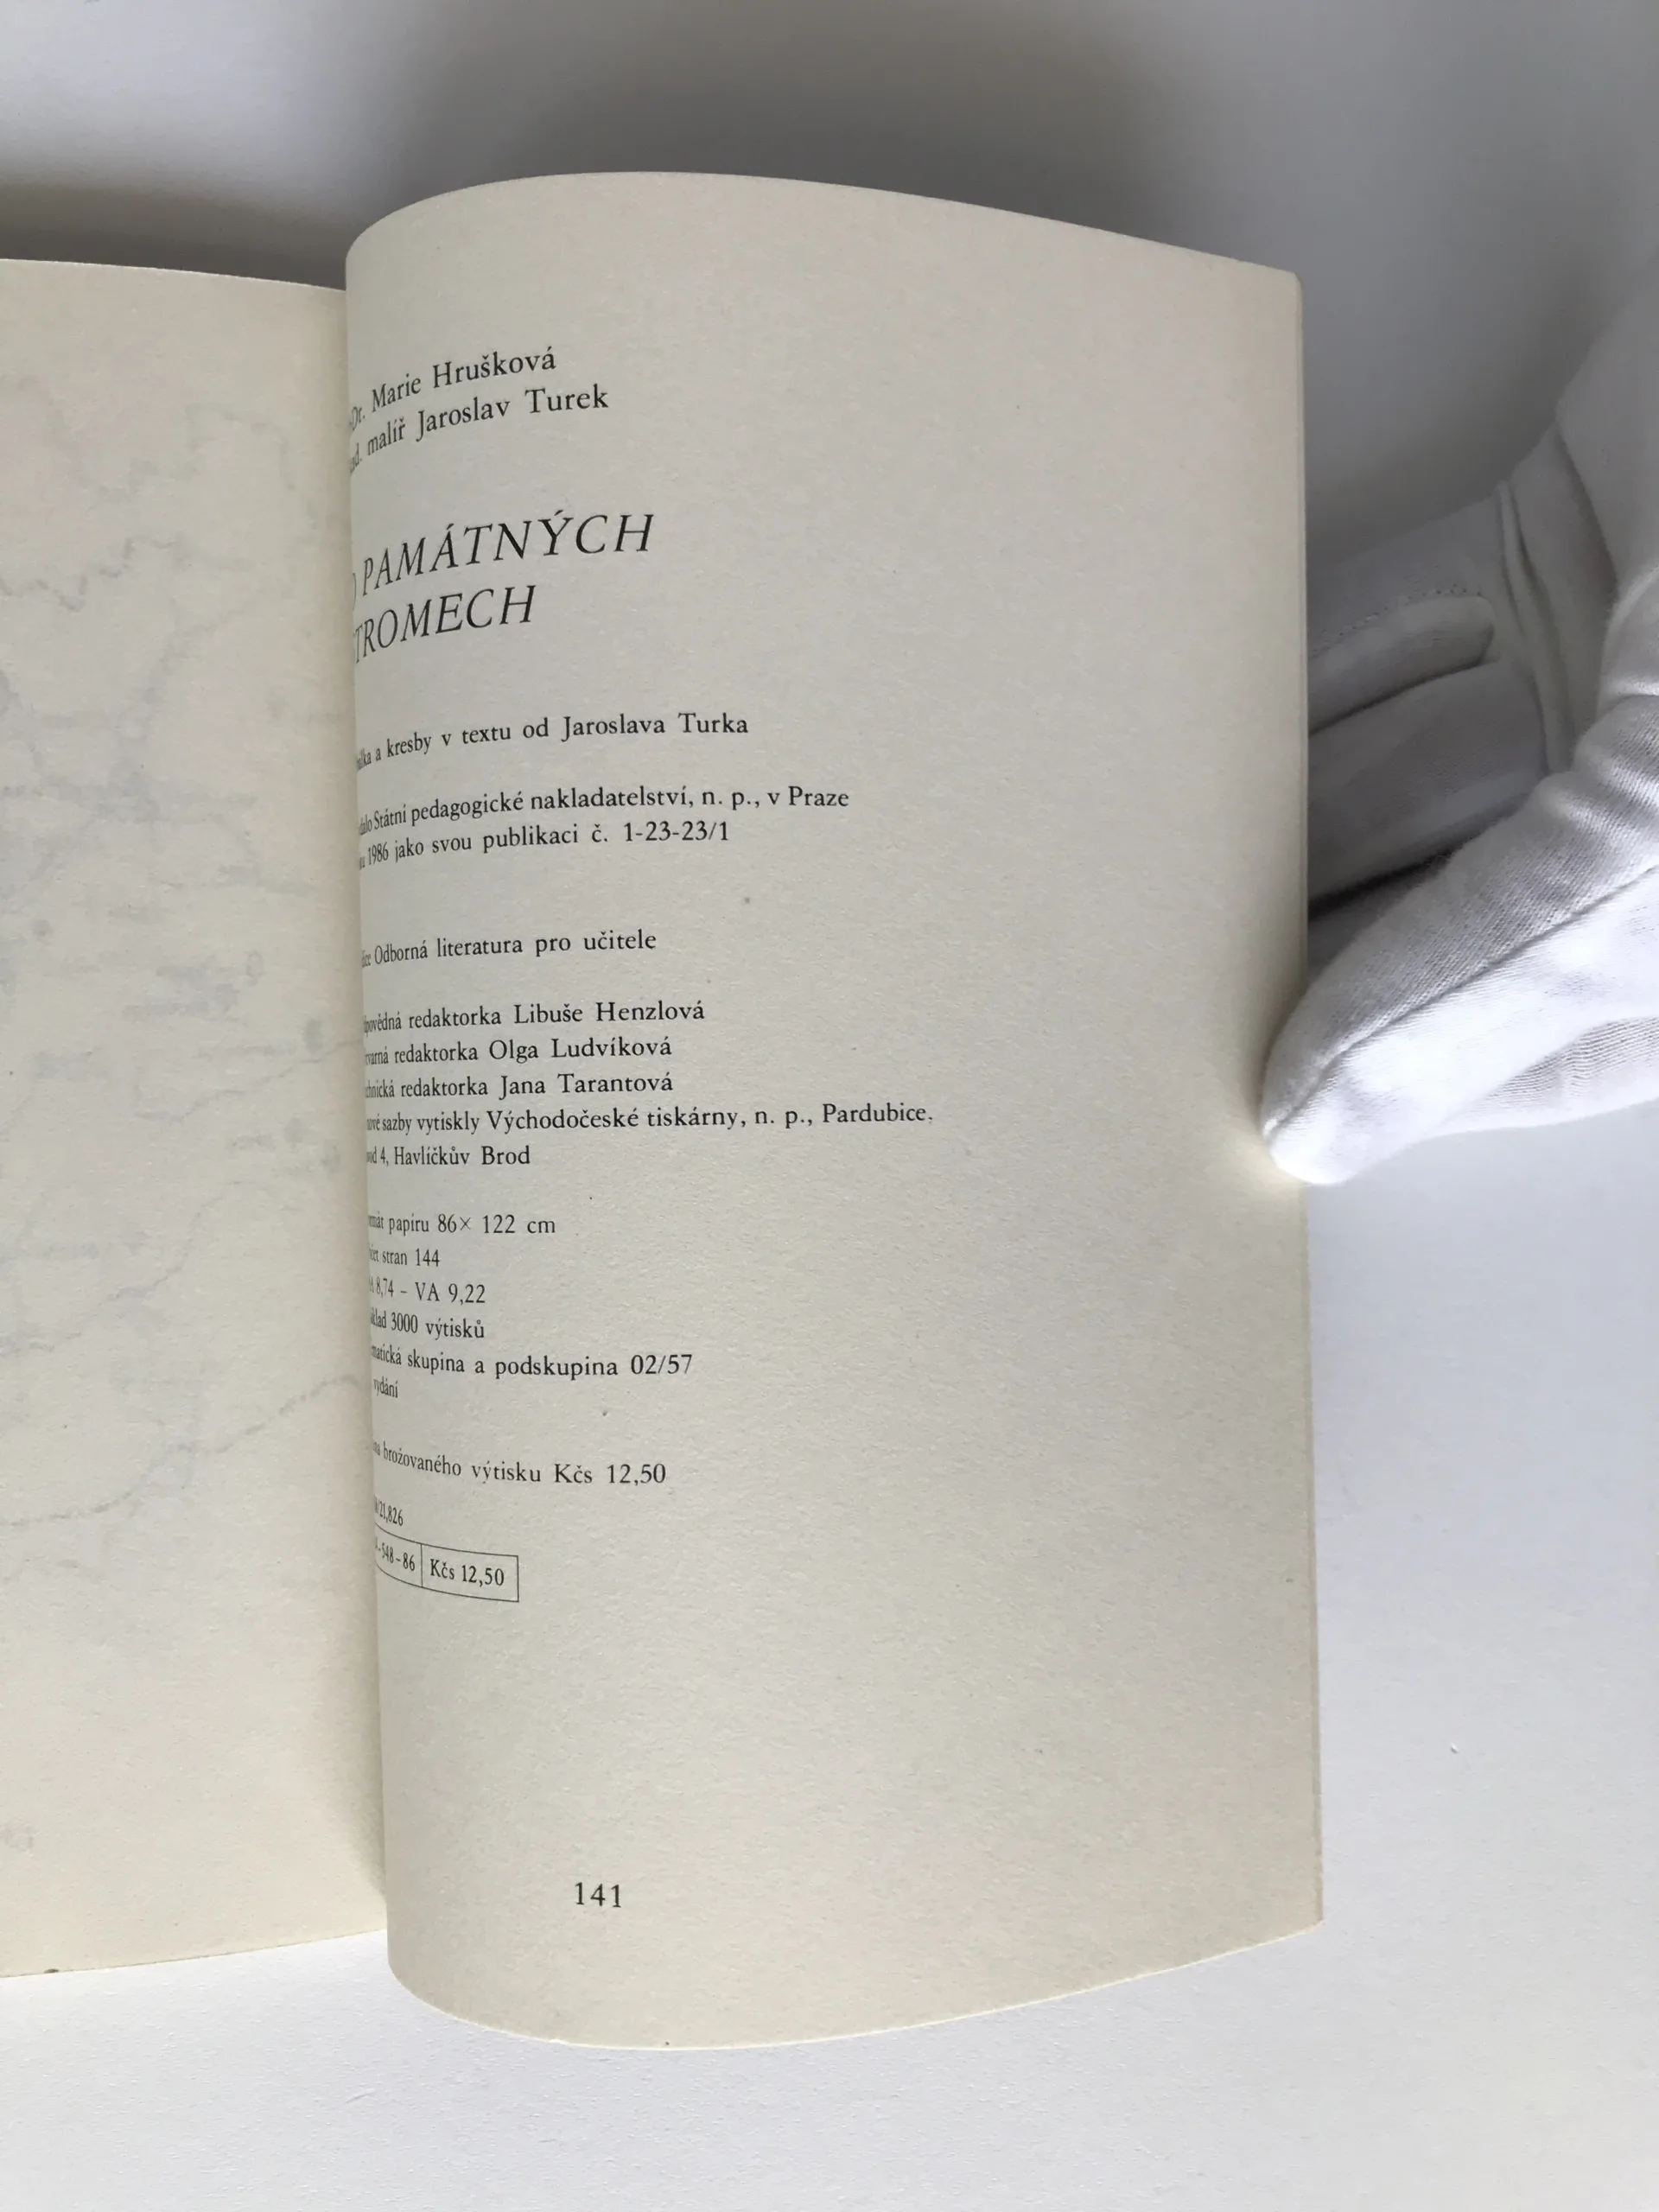 Dr. Marie Hrušková
malíř Jaroslav Turek
PAMÁTNÝCH
TROMECH
a kresby v textu od Jaroslava Turka
Státní pedagogické nakladatelství, n. p., v Praze
1986 jako svou publikaci č. 1-23-23/1
Odborná literatura pro učitele
redaktorka Libuše Henzlová
redaktorka Olga Ludvíková
redaktorka Jana Tarantová
sazby vytiskly Východočeské tiskárny, n. p., Pardubice,
4, Havlíčkův Brod
papíru 86× 122 cm
stran 144
8,74 – VA 9,22
3000 výtisků
skupina a podskupina 02/57
vydání
brožovaného výtisku Kčs 12,50
21,826
-548-86 Kčs 12,50
141